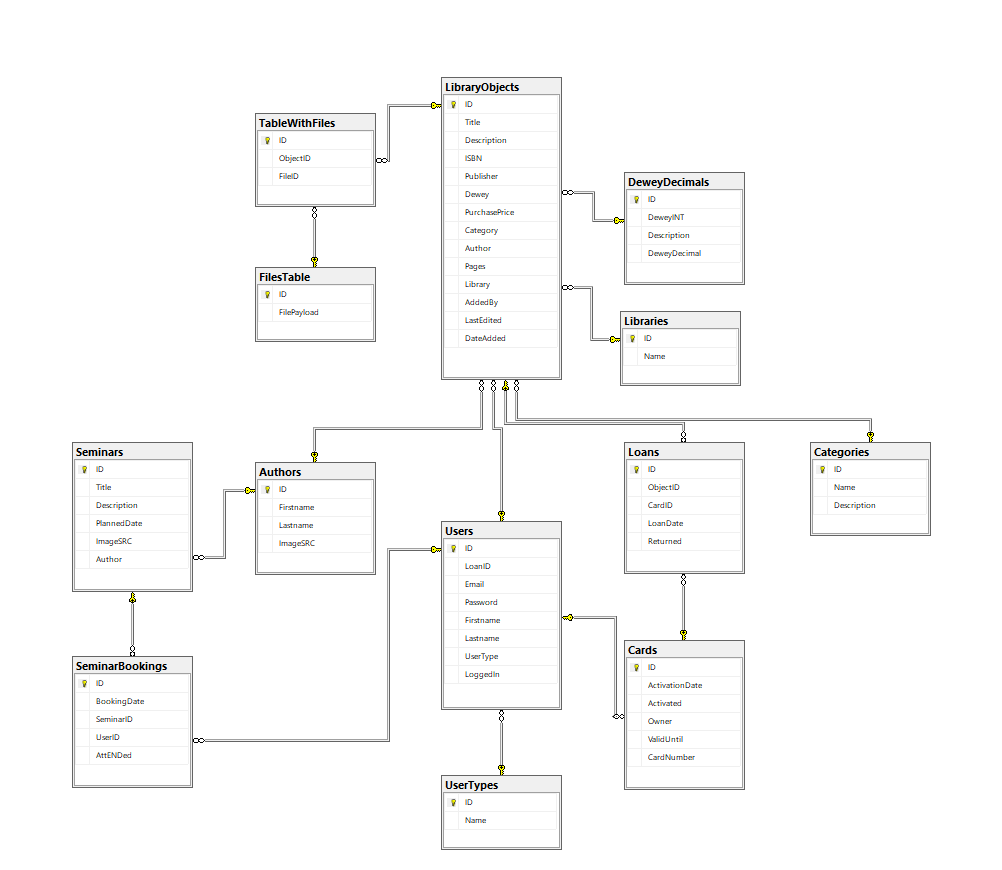 LibraryObjects
ID
Title
Description
ISBN
Publisher
Dewey
PurchasePrice
Category
Author
Pages
Library
AddedBy
LastEdited
DateAdded
TableWithFiles
ID
ObjectID
FileID
FilesTable
ID
FilePayload
DeweyDecimals
ID
DeweyINT
Description
DeweyDecimal
Libraries
ID
Name
Seminars
ID
Title
Description
PlannedDate
ImageSRC
Author
Authors
ID
Firstname
Lastname
ImageSRC
Users
ID
LoanID
Email
Password
Firstname
Lastname
UserType
LoggedIn
Loans
ID
ObjectID
CardID
LoanDate
Returned
Categories
ID
Name
Description
SeminarBookings
ID
BookingDate
SeminarID
UserID
AttENDed
Cards
ID
ActivationDate
Activated
Owner
ValidUntil
CardNumber
UserTypes
ID
Name